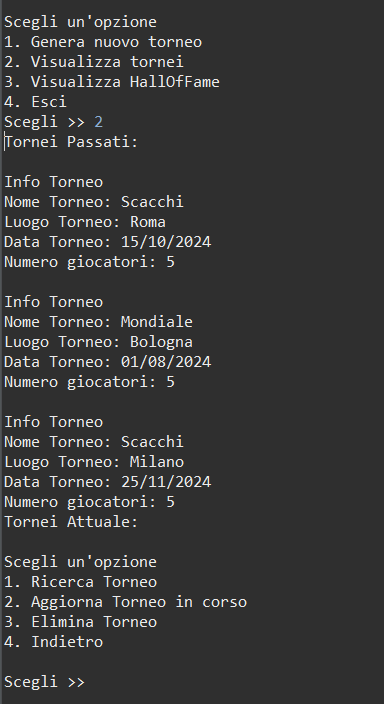 Scegli un'opzione
1. Genera nuovo torneo
2. Visualizza tornei
3. Visualizza HallOfFame
4. Esci
Scegli >> 2
Tornei Passati:
Info Torneo
Nome Torneo: Scacchi
Luogo Torneo: Roma
Data Torneo: 15/10/2024
Numero giocatori: 5
Info Torneo
Nome Torneo: Mondiale
Luogo Torneo: Bologna
Data Torneo: 01/08/2024
Numero giocatori: 5
Info Torneo
Nome Torneo: Scacchi
Luogo Torneo: Milano
Data Torneo: 25/11/2024
Numero giocatori: 5
Tornei Attuale:
Scegli un'opzione
1. Ricerca Torneo
2. Aggiorna Torneo in corso
3. Elimina Torneo
4. Indietro
Scegli >>